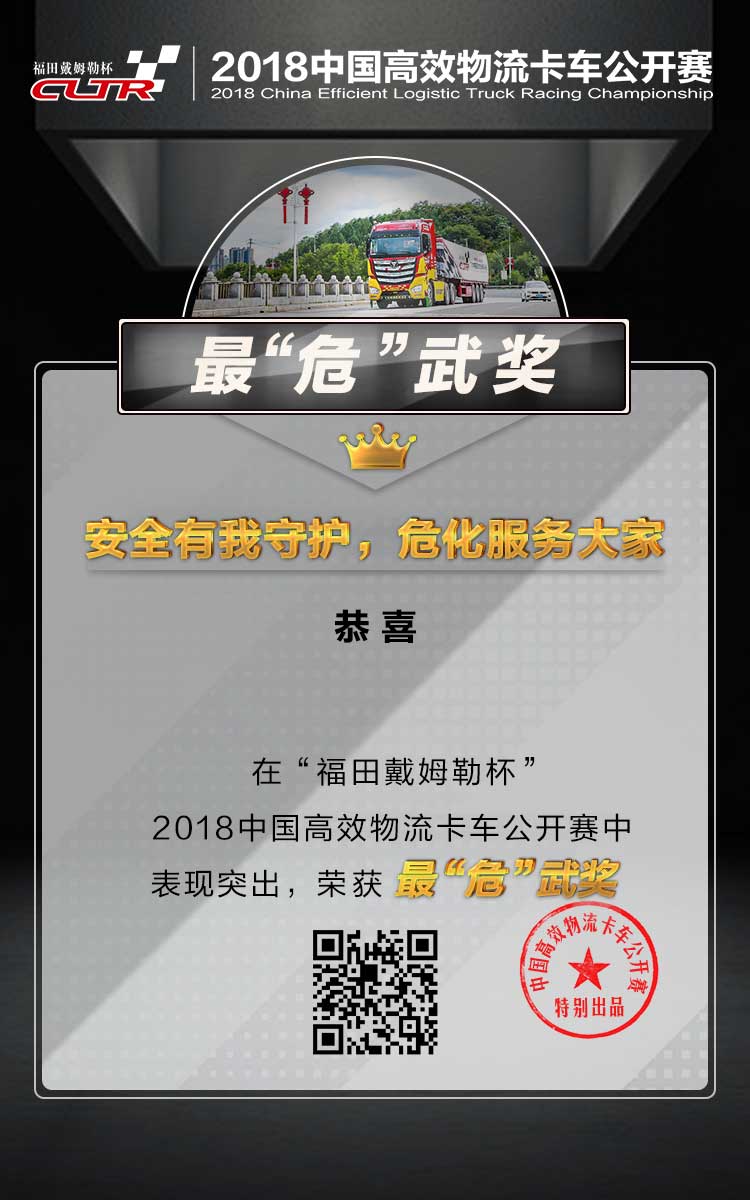 福田戴姆勒杯
CLTR
2018中国高效物流卡车公开赛
2018 China Efficient Logistic Truck Racing Championship
最“危”武奖
安全有我守护，危化服务大家
恭喜
在“福田戴姆勒杯”
2018中国高效物流卡车公开赛中
表现突出，荣获 最“危”武奖
中国高效物流卡车公开赛
特别出品